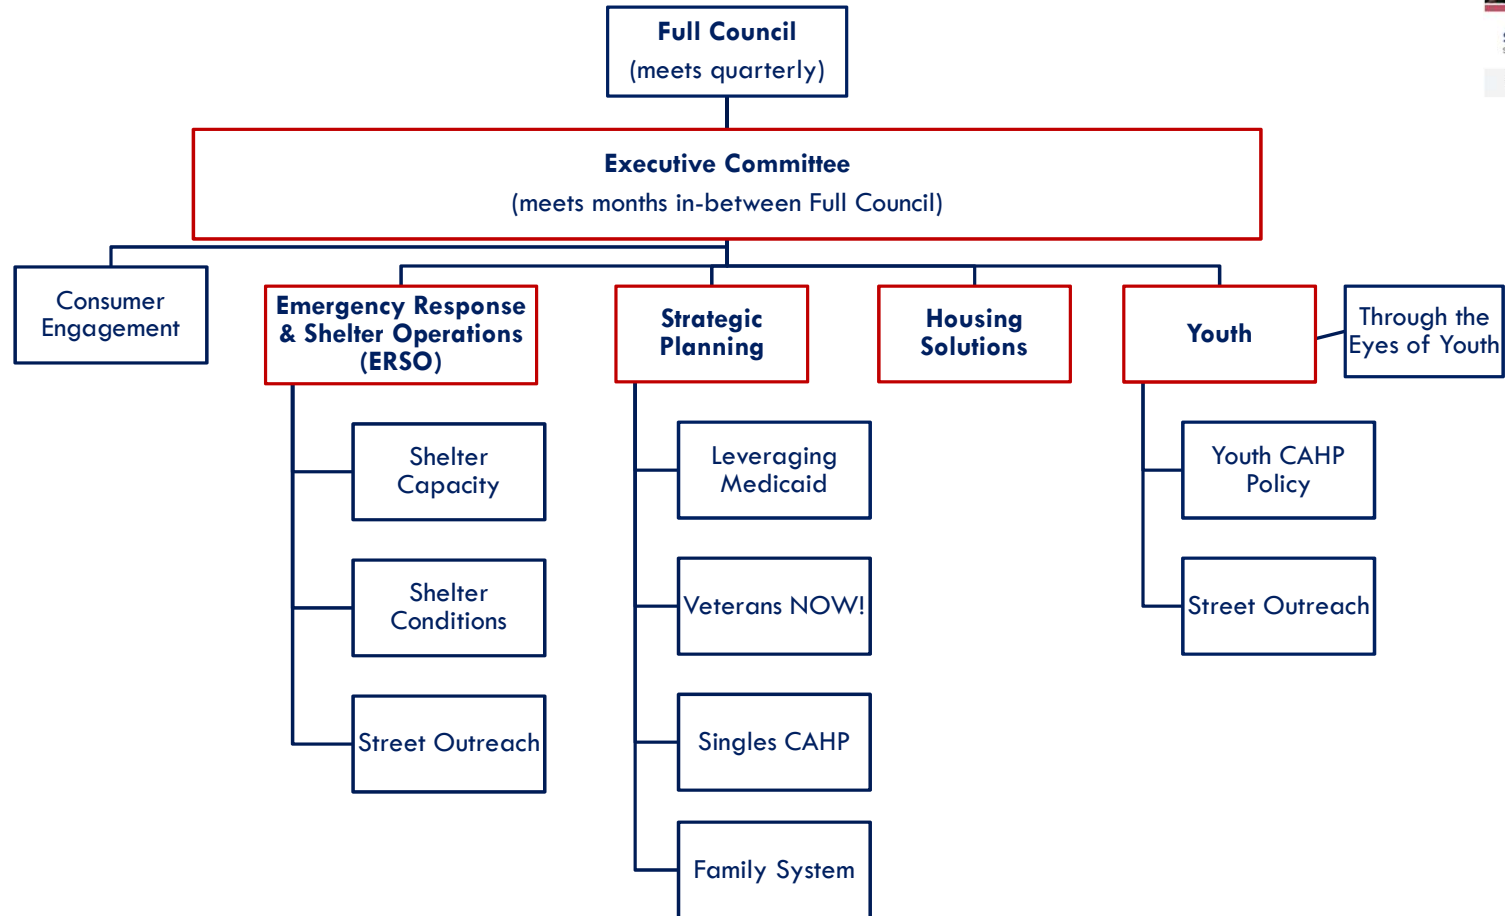 Full Council
(meets quarterly)
Executive Committee
(meets months in-between Full Council)
Consumer
Engagement
Emergency Response
& Shelter Operations
(ERSO)
Strategic
Planning
Housing
Solutions
Youth
Through the
Eyes of Youth
Shelter
Capacity
Leveraging
Medicaid
Youth CAHP
Policy
Shelter
Conditions
Veterans NOW!
Street Outreach
Street Outreach
Singles CAHP
Family System